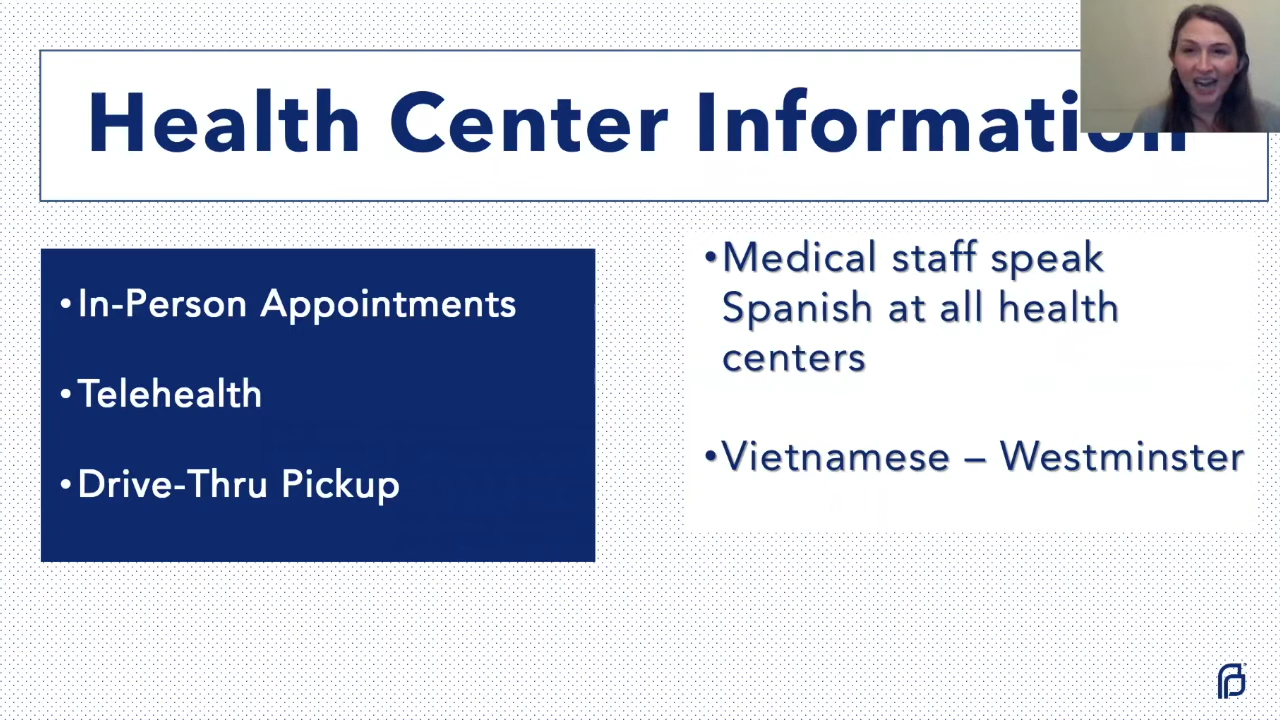 Health Center Information
• In-Person Appointments
• Telehealth
• Drive-Thru Pickup
• Medical staff speak
Spanish at all health
centers
• Vietnamese – Westminster